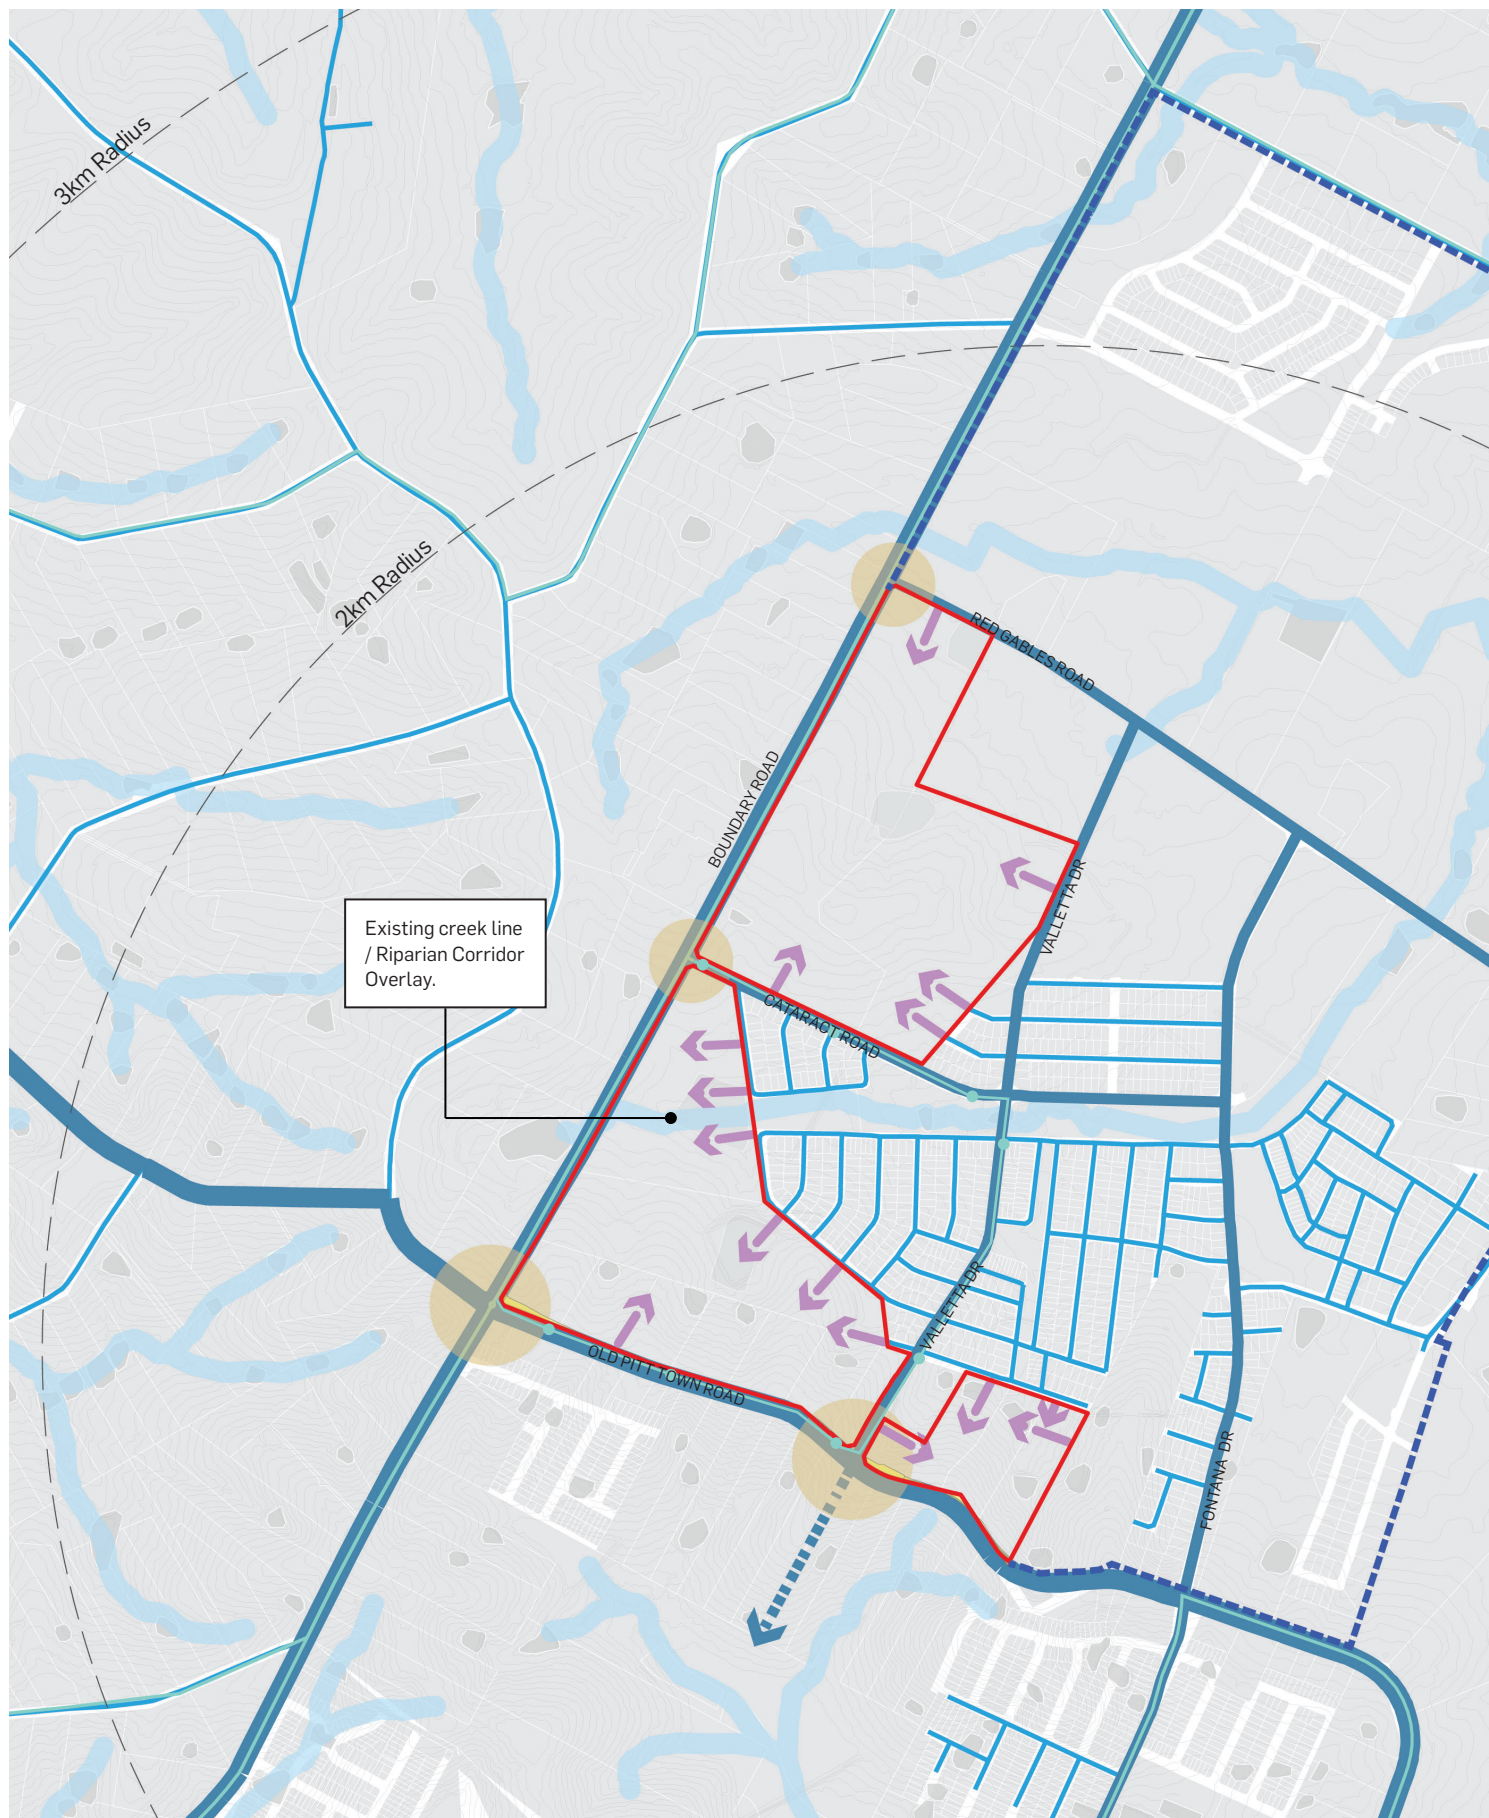 3km Radius
2km Radius
RED GABLES ROAD
BOUNDARY ROAD
VALLETTA DR
Existing creek line
/ Riparian Corridor
Overlay.
CATARACT ROAD
VALLETTA DR
OLD PITT TOWN ROAD
FONTANA DR